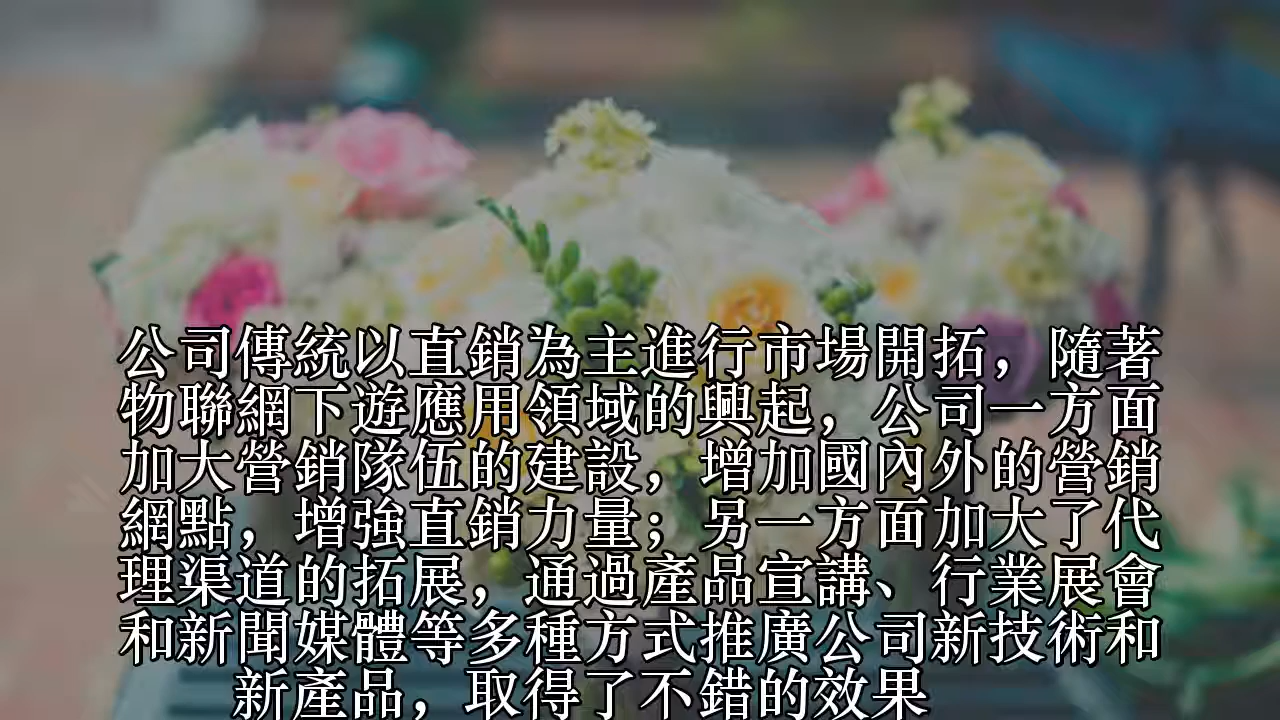 公司傳統以直銷為主進行市場開拓，隨著
物聯網下遊應用領域的興起，公司一方面
加大營銷隊伍的建設，增加國內外的營銷
網點，增強直銷力量；另一方面加大了代
理渠道的拓展，通過產品宣講、行業展會
和新聞媒體等多種方式推廣公司新技術和
新產品，取得了不錯的效果